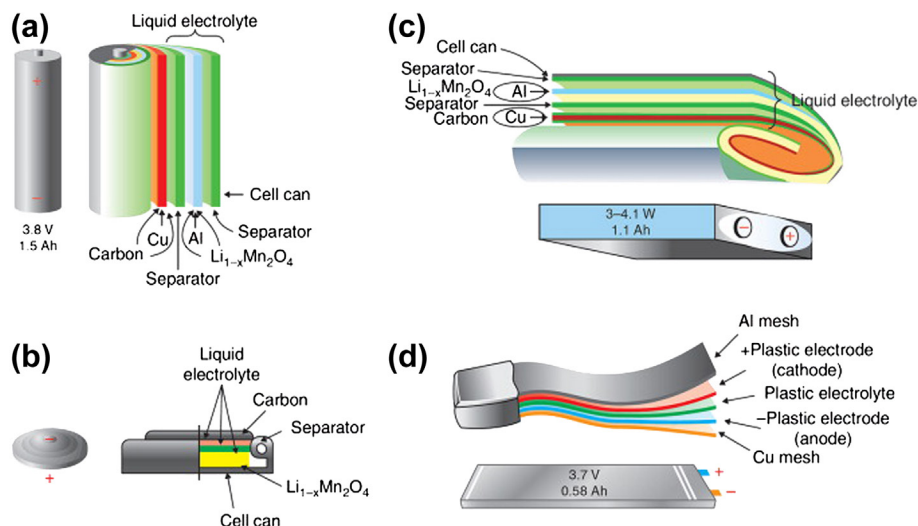 (a)
Liquid electrolyte
+
−
3.8 V
1.5 Ah
Cell can
Separator
Cu
Al
Carbon
Li1−xMn2O4
Separator
(c)
Cell can
Separator
Li1−xMn2O4
Al
Separator
Carbon
Cu
Liquid electrolyte
3–4.1 W
1.1 Ah
−
+
(b)
Liquid
electrolyte
Carbon
Separator
−
+
Li1−xMn2O4
Cell can
(d)
Al mesh
+Plastic electrode
(cathode)
Plastic electrolyte
−Plastic electrode
(anode)
Cu mesh
3.7 V
0.58 Ah
+
−